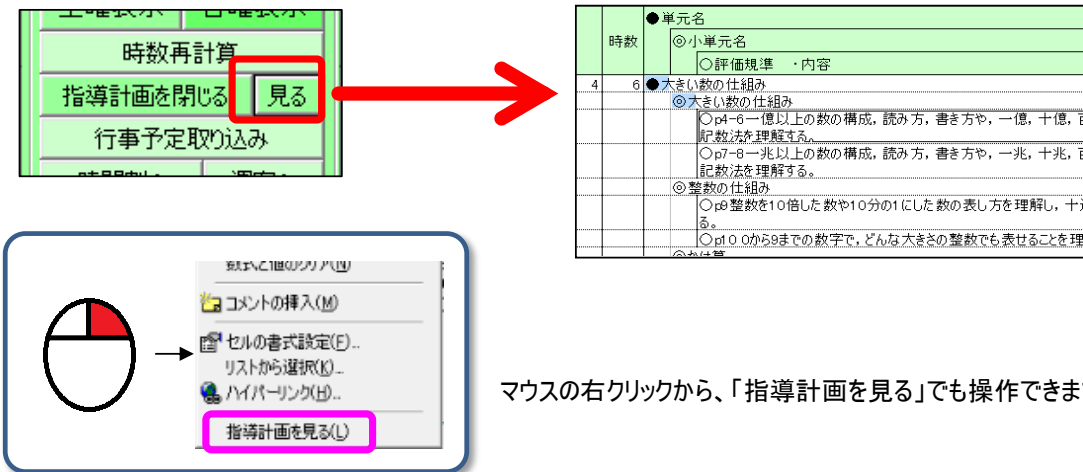 時数再計算
指導計画を閉じる 見る
行事予定取り込み
●単元名
時数 ◎小単元名
○評価規準 ・内容
4 6 ●大きい数の仕組み
◎大きい数の仕組み
○p4-6一億以上の数の構成，読み方，書き方や，一億，十億，
記数法を理解する。
○p7-8一兆以上の数の構成，読み方，書き方や，一兆，十兆，
記数法を理解する。
◎整数の仕組み
○p9整数を10倍した数や10分の1にした数の表し方を理解し，
る。
○p10 0から9までの数字で，どんな大きさの整数でも表せることを理
数式と値のクリア(N)
コメントの挿入(M)
セルの書式設定(F)...
リストから選択(K)...
ハイパーリンク(H)...
指導計画を見る(L)
マウスの右クリックから、「指導計画を見る」でも操作できま